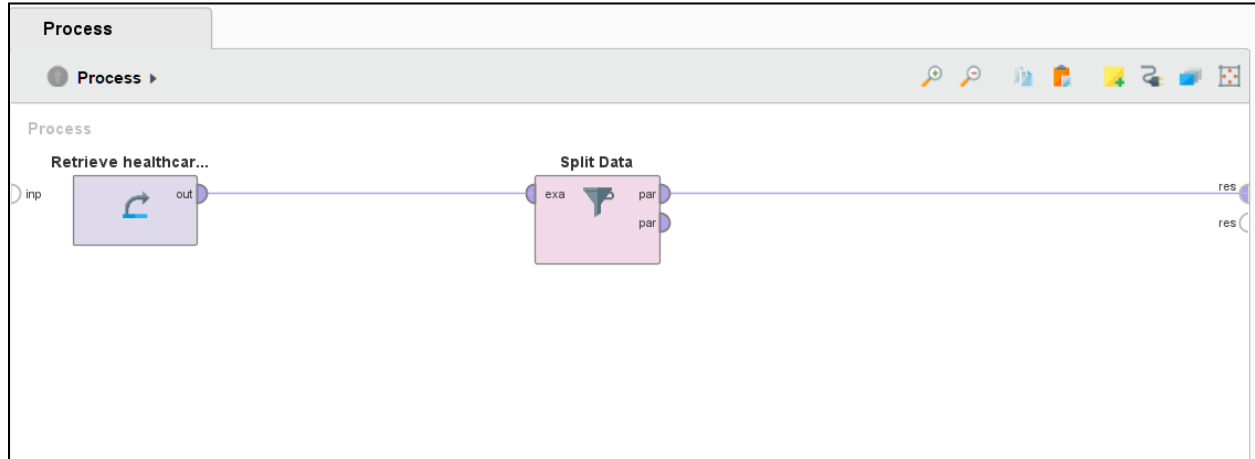 Process
Process
Process
Retrieve healthcar...
Split Data
inp
out
exa
par
res
par
res